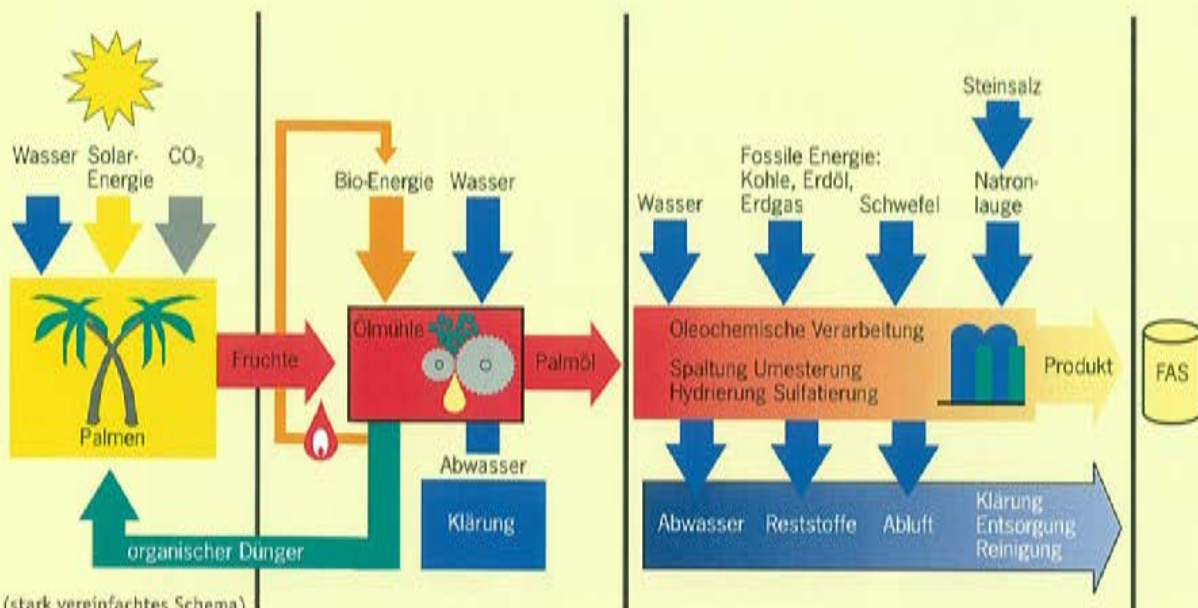 Wasser
Solar-
Energie
CO₂
Palmen
Früchte
organischer Dünger
(stark vereinfachtes Schema)
Bio-Energie
Wasser
Ölmühle
Palmöl
Abwasser
Klärung
Wasser
Fossile Energie:
Kohle, Erdöl,
Erdgas
Schwefel
Steinsalz
Natron-
lauge
Oleochemische Verarbeitung
Spaltung Umesterung
Hydrierung Sulfatierung
Produkt
FAS
Abwasser
Reststoffe
Abluft
Klärung
Entsorgung
Reinigung